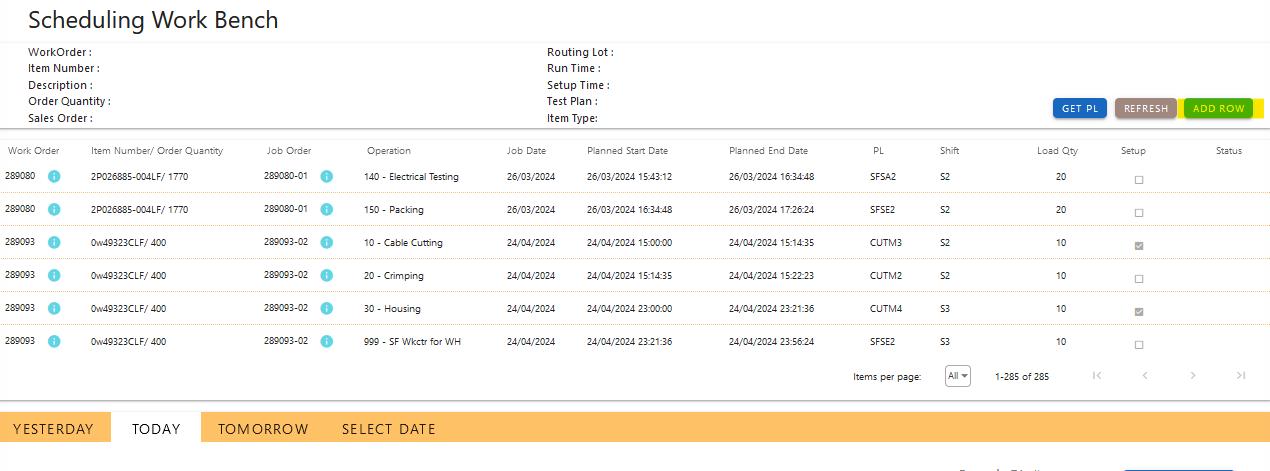 Scheduling Work Bench
WorkOrder : Routing Lot :
Item Number : Run Time :
Description : Setup Time :
Order Quantity : Test Plan :
Sales Order : Item Type:
GET PL REFRESH ADD ROW
Work Order Item Number/ Order Quantity Job Order Operation Job Date Planned Start Date Planned End Date PL Shift Load Qty Setup Status
289080 2P026885-004LF/ 1770 289080-01 140 - Electrical Testing 26/03/2024 26/03/2024 15:43:12 26/03/2024 16:34:48 SFSA2 S2 20
289080 2P026885-004LF/ 1770 289080-01 150 - Packing 26/03/2024 26/03/2024 16:34:48 26/03/2024 17:26:24 SFSE2 S2 20
289093 0w49323CLF/ 400 289093-02 10 - Cable Cutting 24/04/2024 24/04/2024 15:00:00 24/04/2024 15:14:35 CUTM3 S2 10
289093 0w49323CLF/ 400 289093-02 20 - Crimping 24/04/2024 24/04/2024 15:14:35 24/04/2024 15:22:23 CUTM2 S2 10
289093 0w49323CLF/ 400 289093-02 30 - Housing 24/04/2024 24/04/2024 23:00:00 24/04/2024 23:21:36 CUTM4 S3 10
289093 0w49323CLF/ 400 289093-02 999 - SF Wkctr for WH 24/04/2024 24/04/2024 23:21:36 24/04/2024 23:56:24 SFSE2 S3 10
Items per page: All 1-285 of 285
YESTERDAY TODAY TOMORROW SELECT DATE